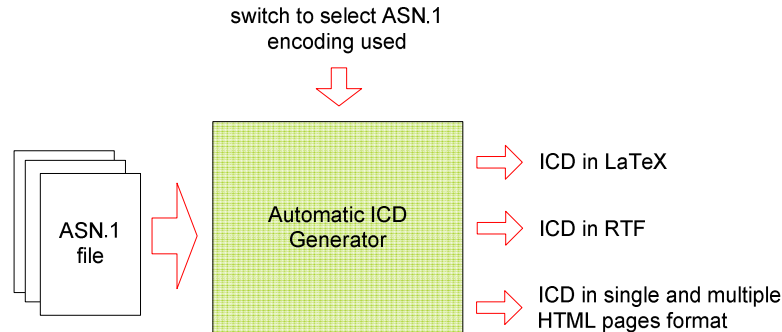 switch to select ASN.1
encoding used
ASN.1
file
Automatic ICD
Generator
ICD in LaTeX
ICD in RTF
ICD in single and multiple
HTML pages format